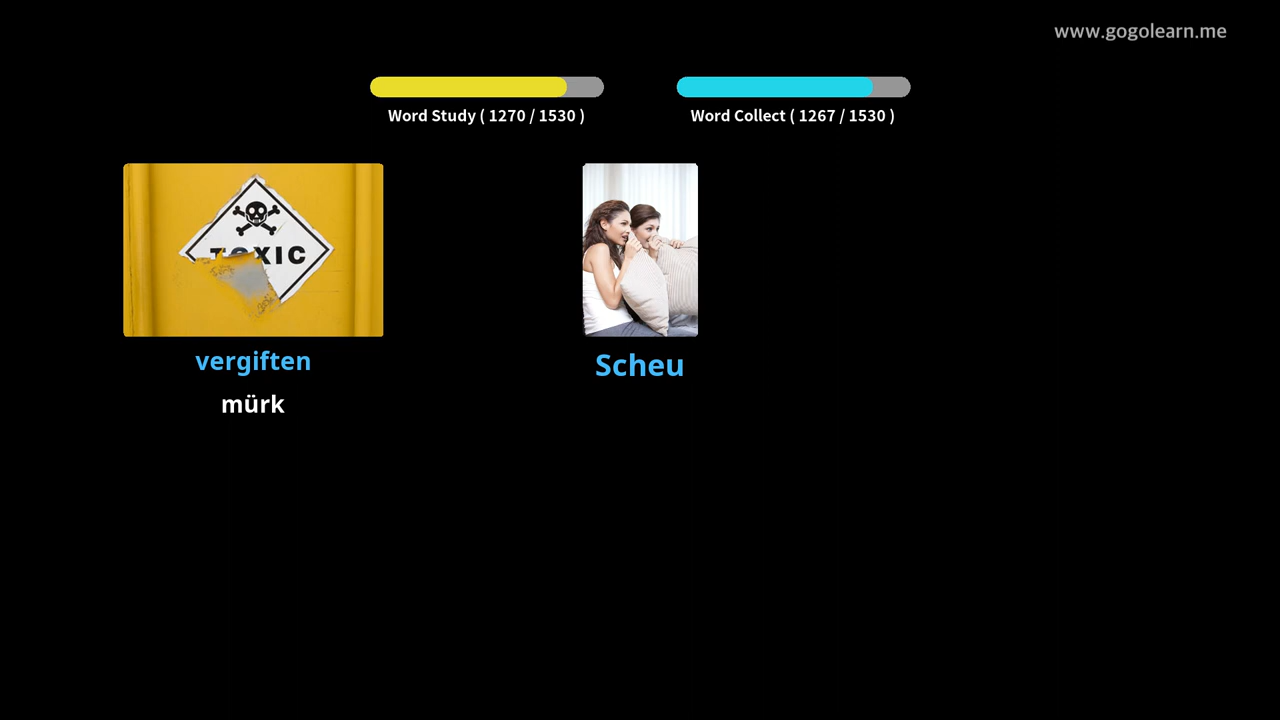 www.gogolearn.me
Word Study ( 1270 / 1530 )
Word Collect ( 1267 / 1530 )
TOXIC
vergiften
mürk
Scheu